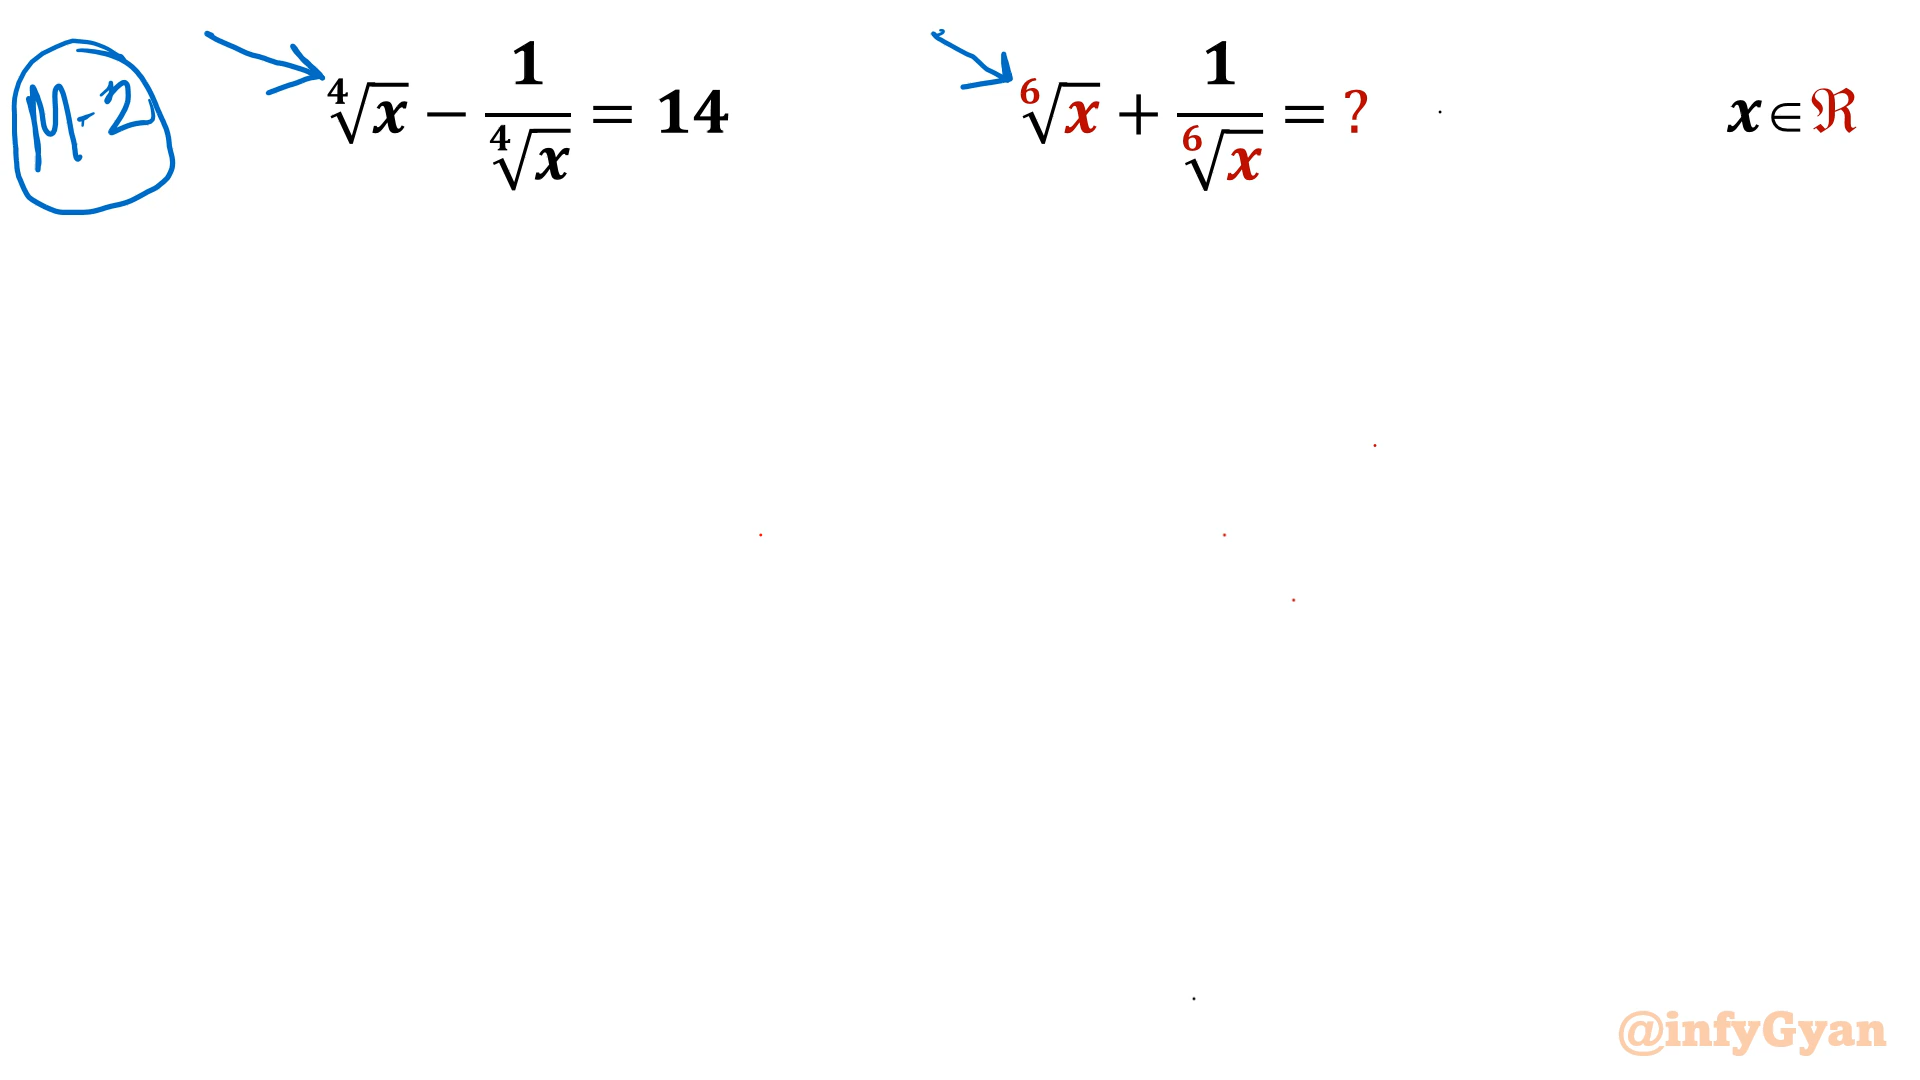 M-2
⁴√x − 1/⁴√x = 14
⁶√x + 1/⁶√x = ?
x ∈ ℜ
@infyGyan